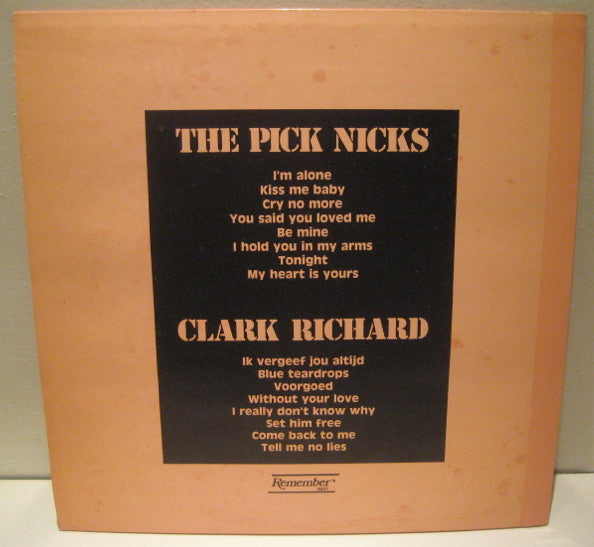 THE PICK NICKS
I'm alone
Kiss me baby
Cry no more
You said you loved me
Be mine
I hold you in my arms
Tonight
My heart is yours
CLARK RICHARD
Ik vergeef jou altijd
Blue teardrops
Voorgoed
Without your love
I really don't know why
Set him free
Come back to me
Tell me no lies
Remember